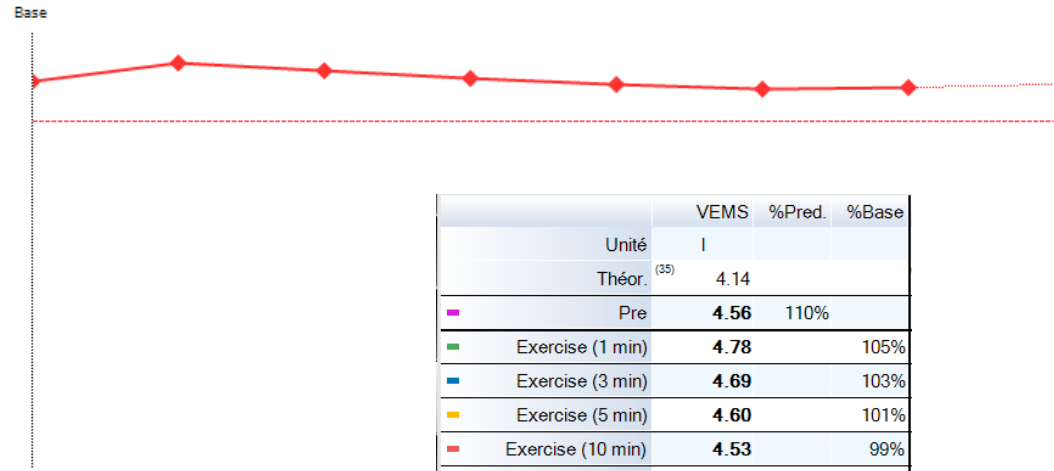 Base
VEMS %Pred. %Base
Unité l
Théor. (35) 4.14
Pre 4.56 110%
Exercise (1 min) 4.78 105%
Exercise (3 min) 4.69 103%
Exercise (5 min) 4.60 101%
Exercise (10 min) 4.53 99%